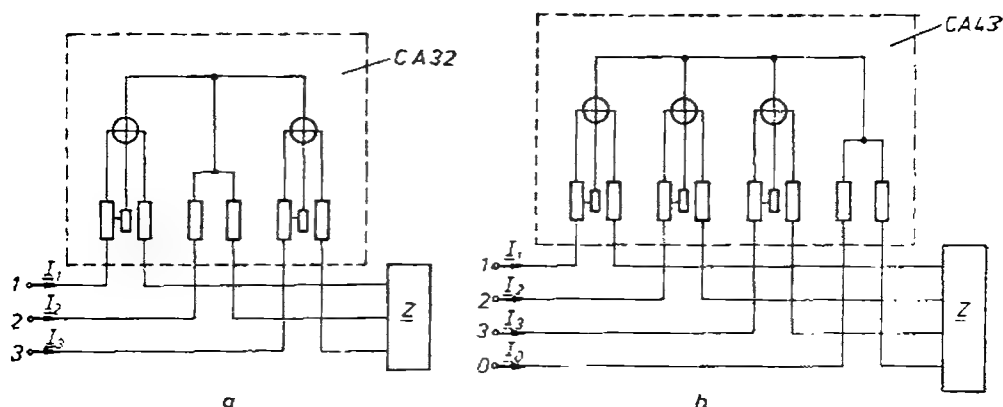 CA32
CA43
1 I₁
2 I₂
3 I₃
Z
a
1 I₁
2 I₂
3 I₃
0 I₀
Z
b